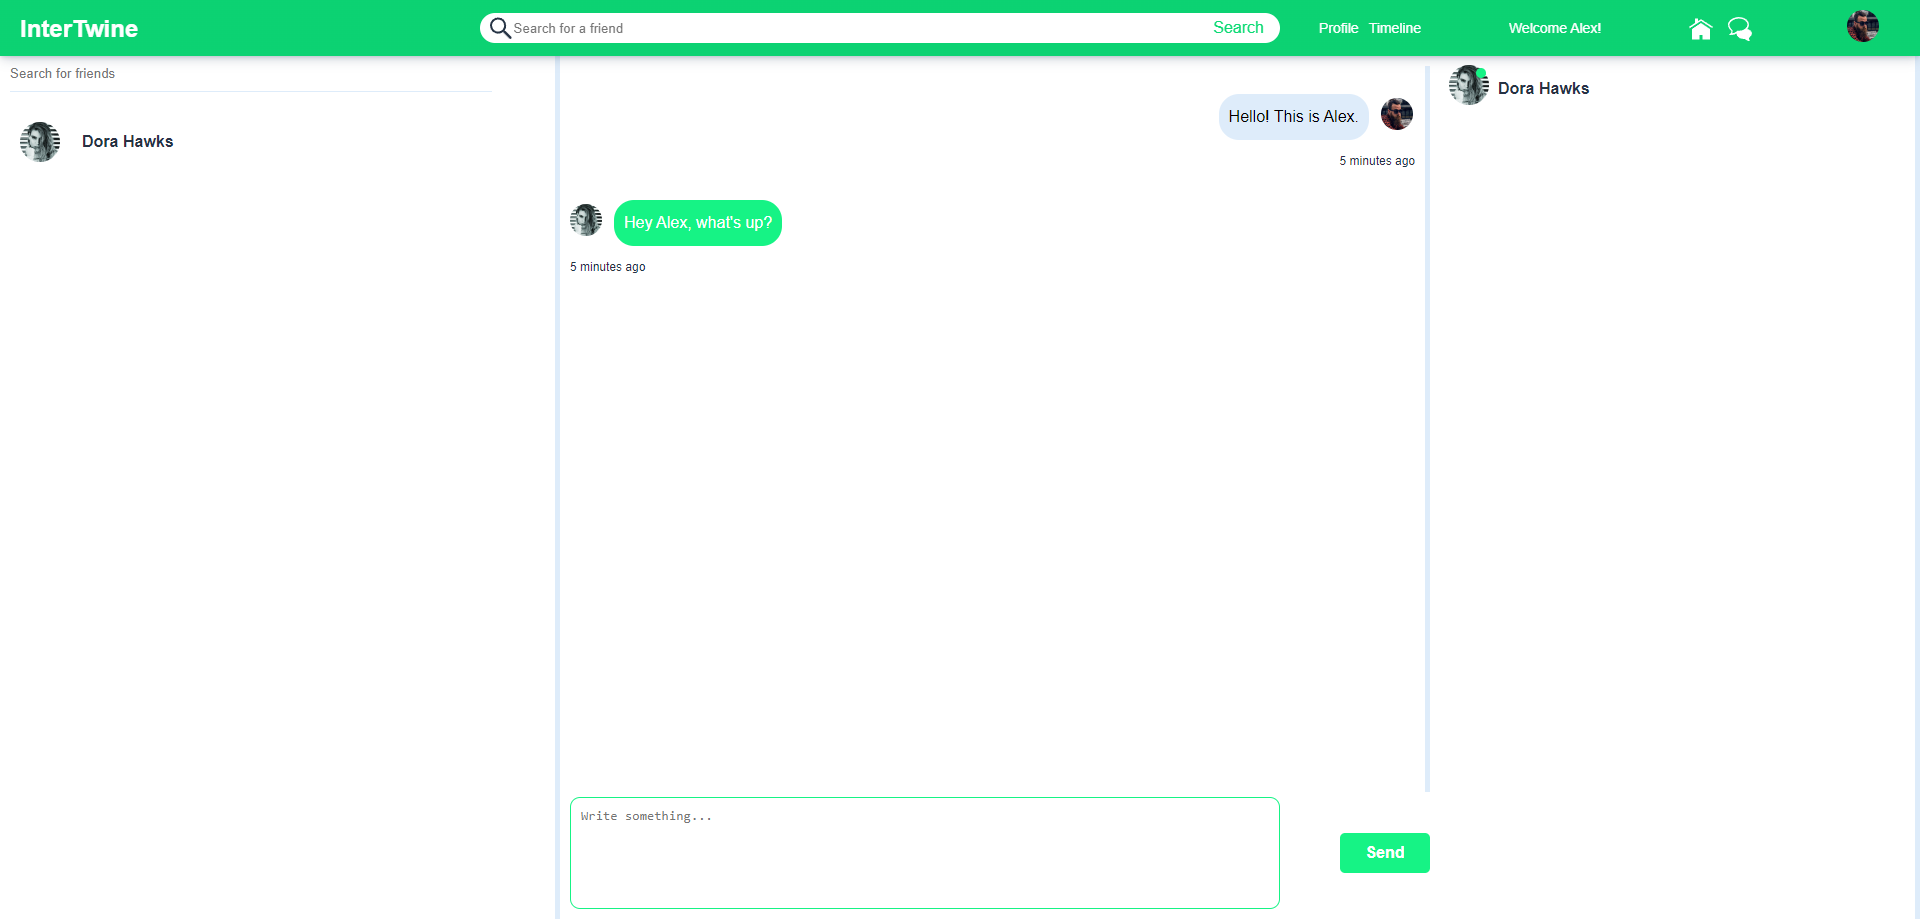 InterTwine
Search for a friend
Search
Profile
Timeline
Welcome Alex!
Search for friends
Dora Hawks
Hello! This is Alex.
5 minutes ago
Hey Alex, what's up?
5 minutes ago
Write something...
Send
Dora Hawks